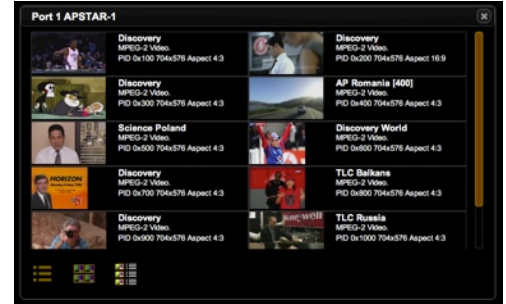 Port 1 APSTAR-1
Discovery
MPEG-2 Video.
PID 0x100 704x576 Aspect 4:3
Discovery
MPEG-2 Video.
PID 0x200 704x576 Aspect 16:9
Discovery
MPEG-2 Video.
PID 0x300 704x576 Aspect 4:3
AP Romania [400]
MPEG-2 Video.
PID 0x400 704x576 Aspect 4:3
Science Poland
MPEG-2 Video.
PID 0x500 704x576 Aspect 4:3
Discovery World
MPEG-2 Video.
PID 0x600 704x576 Aspect 4:3
HORIZON
Discovery
MPEG-2 Video.
PID 0x700 704x576 Aspect 4:3
TLC Balkans
MPEG-2 Video.
PID 0x800 704x576 Aspect 4:3
Discovery
MPEG-2 Video.
PID 0x900 704x576 Aspect 4:3
TLC Russia
MPEG-2 Video.
PID 0x1000 704x576 Aspect 4:3